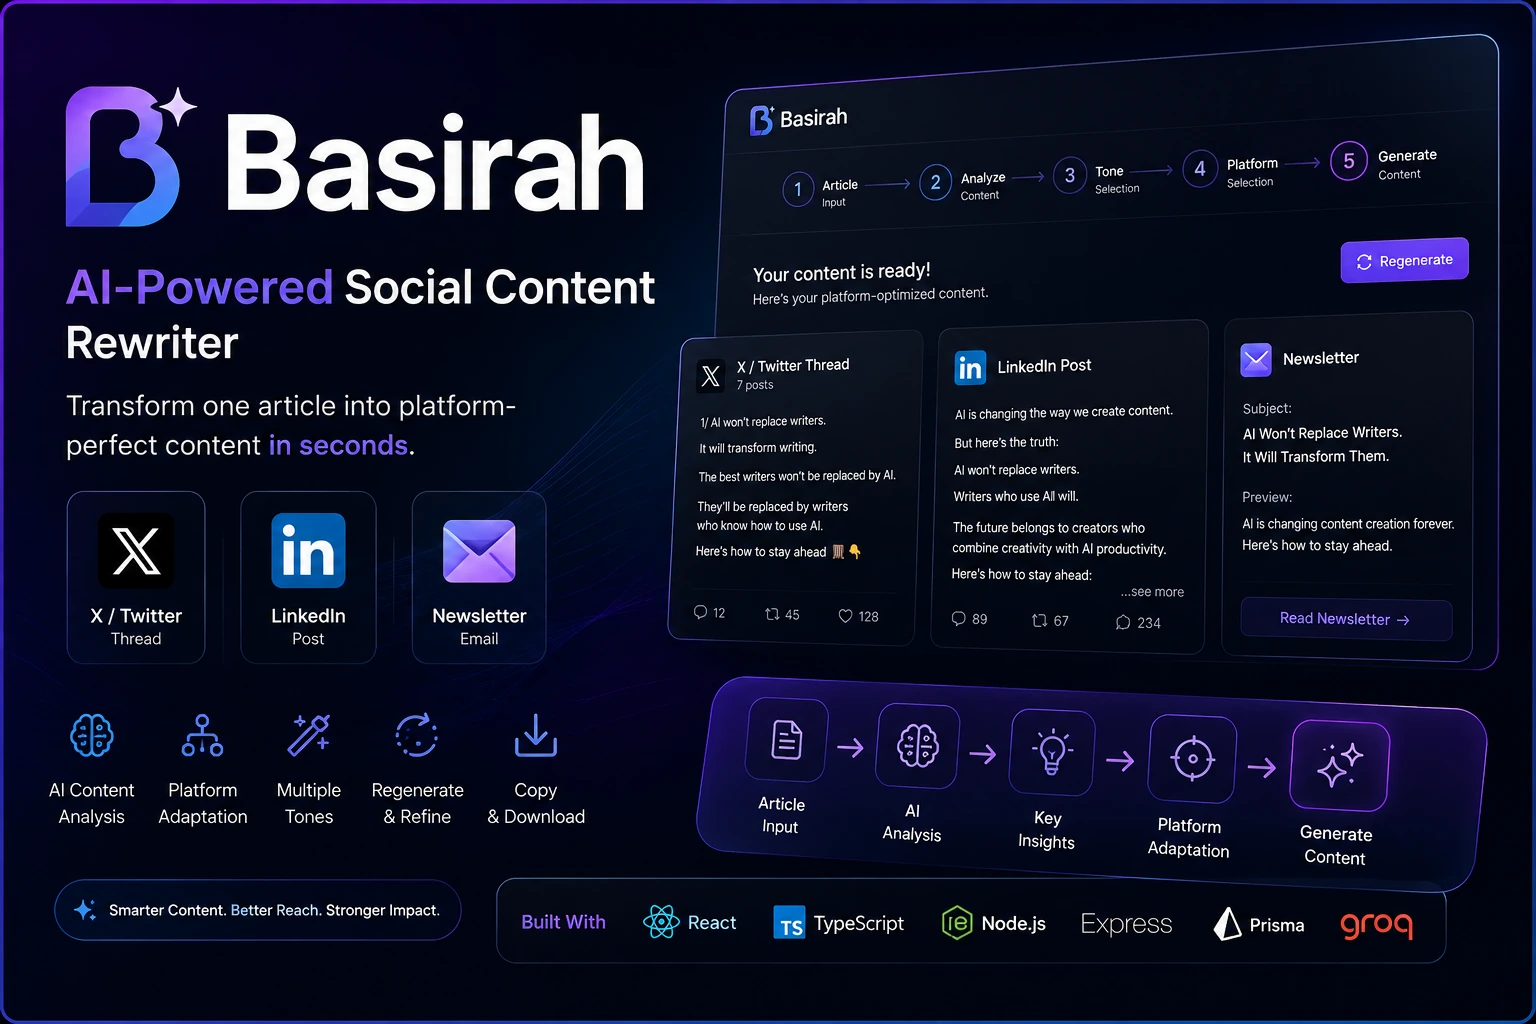 Basirah
AI-Powered Social Content
Rewriter
Transform one article into platform-
perfect content in seconds.
X / Twitter
Thread
in
LinkedIn
Post
Newsletter
Email
AI Content
Analysis
Platform
Adaptation
Multiple
Tones
Regenerate
& Refine
Copy
& Download
Smarter Content. Better Reach. Stronger Impact.
Basirah
1
Article
Input
2
Analyze
Content
3
Tone
Selection
4
Platform
Selection
5
Generate
Content
Your content is ready!
Here's your platform-optimized content.
Regenerate
X / Twitter Thread
7 posts
1/ AI won't replace writers.
It will transform writing.
The best writers won't be replaced by AI.
They'll be replaced by writers
who know how to use AI.
Here's how to stay ahead 🧵👇
12
45
128
in
LinkedIn Post
AI is changing the way we create content.
But here's the truth:
AI won't replace writers.
Writers who use AI will.
The future belongs to creators who
combine creativity with AI productivity.
Here's how to stay ahead:
...see more
89
67
234
Newsletter
Subject:
AI Won't Replace Writers.
It Will Transform Them.
Preview:
AI is changing content creation forever.
Here's how to stay ahead.
Read Newsletter →
Article
Input
AI
Analysis
Key
Insights
Platform
Adaptation
Generate
Content
Built With
React
TS
TypeScript
Node.js
Express
Prisma
groq